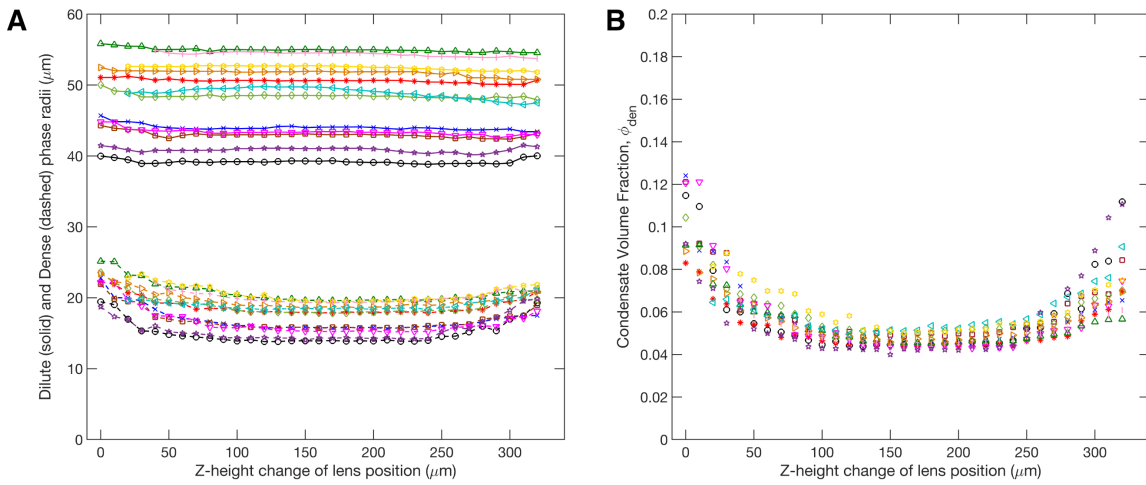 A
Dilute (solid) and Dense (dashed) phase radii (μm)
60
50
40
30
20
10
0
0 50 100 150 200 250 300
Z-height change of lens position (μm)
B
Condensate Volume Fraction, ϕden
0.2
0.18
0.16
0.14
0.12
0.1
0.08
0.06
0.04
0.02
0
0 50 100 150 200 250 300
Z-height change of lens position (μm)